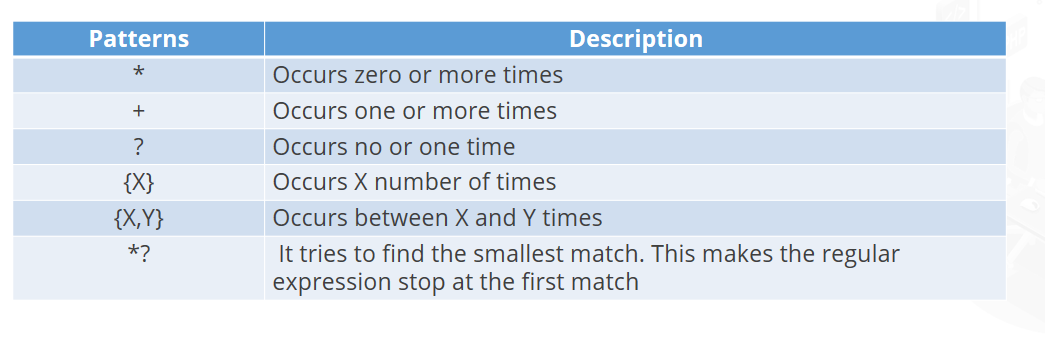 Patterns Description
* Occurs zero or more times
+ Occurs one or more times
? Occurs no or one time
{X} Occurs X number of times
{X,Y} Occurs between X and Y times
*? It tries to find the smallest match. This makes the regular
expression stop at the first match